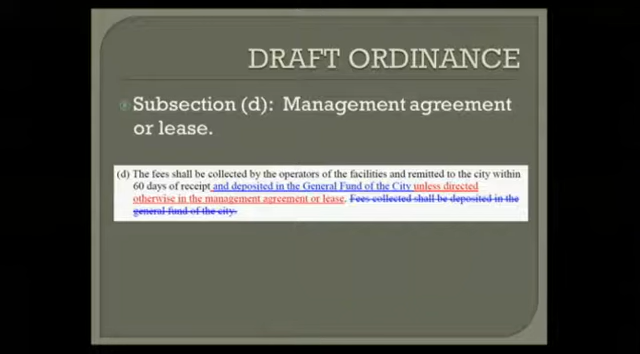 DRAFT ORDINANCE
Subsection (d): Management agreement
or lease.
(d) The fees shall be collected by the operators of the facilities and remitted to the city within
60 days of receipt and deposited in the General Fund of the City unless directed
otherwise in the management agreement or lease. Fees collected shall be deposited in the
general fund of the city.